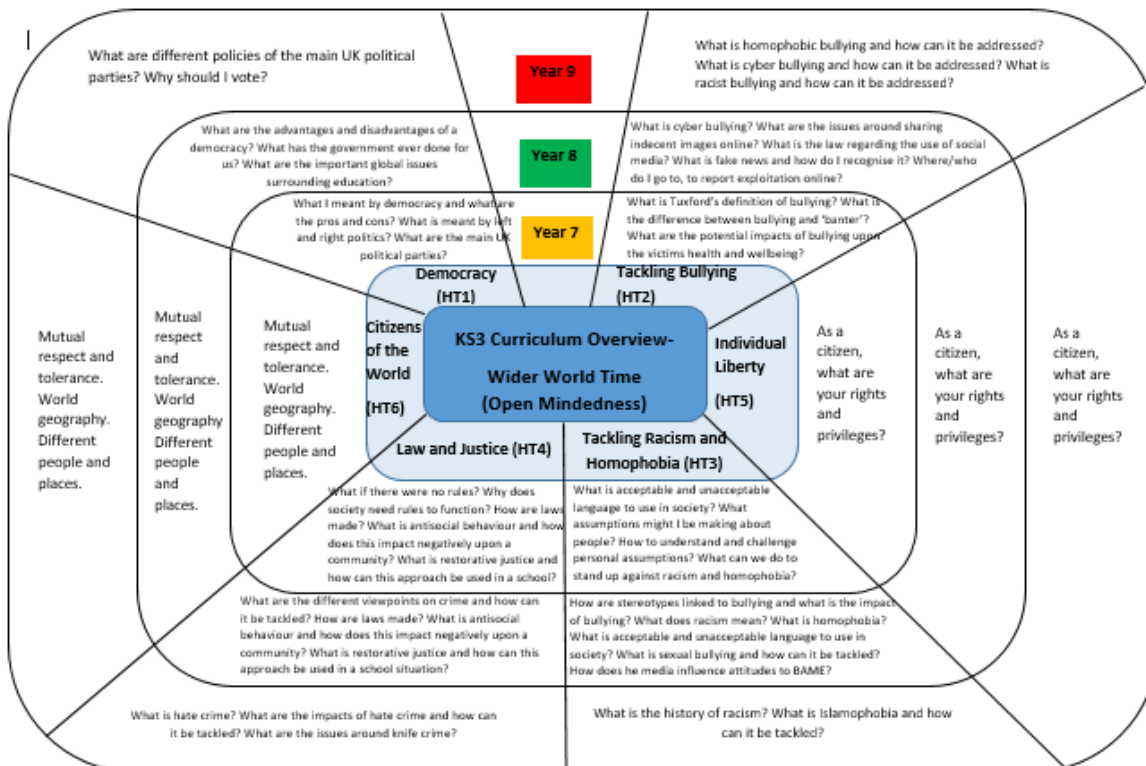 What are different policies of the main UK political
parties? Why should I vote?
Year 9
What is homophobic bullying and how can it be addressed?
What is cyber bullying and how can it be addressed? What is
racist bullying and how can it be addressed?
What are the advantages and disadvantages of a
democracy? What has the government ever done for
us? What are the important global issues
surrounding education?
Year 8
What is cyber bullying? What are the issues around sharing
indecent images online? What is the law regarding the use of social
media? What is fake news and how do I recognise it? Where/who
do I go to, to report exploitation online?
What I meant by democracy and what are
the pros and cons? What is meant by left
and right politics? What are the main UK
political parties?
Year 7
What is Tuxford's definition of bullying? What is
the difference between bullying and 'banter'?
What are the potential impacts of bullying upon
the victims health and wellbeing?
Democracy
(HT1)
Tackling Bullying
(HT2)
Mutual
respect and
tolerance.
World
geography.
Different
people and
places.
Mutual
respect
and
tolerance.
World
geography
Different
people
and
places.
Mutual
respect and
tolerance.
World
geography.
Different
people and
places.
Citizens
of the
World
(HT6)
KS3 Curriculum Overview-
Wider World Time
(Open Mindedness)
Individual
Liberty
(HT5)
As a
citizen,
what are
your rights
and
privileges?
As a
citizen,
what are
your rights
and
privileges?
As a
citizen,
what are
your rights
and
privileges?
Law and Justice (HT4)
Tackling Racism and
Homophobia (HT3)
What if there were no rules? Why does
society need rules to function? How are laws
made? What is antisocial behaviour and how
does this impact negatively upon a
community? What is restorative justice and
how can this approach be used in a school?
What is acceptable and unacceptable
language to use in society? What
assumptions might I be making about
people? How to understand and challenge
personal assumptions? What can we do to
stand up against racism and homophobia?
What are the different viewpoints on crime and how can
it be tackled? How are laws made? What is antisocial
behaviour and how does this impact negatively upon a
community? What is restorative justice and how can this
approach be used in a school situation?
How are stereotypes linked to bullying and what is the impact
of bullying? What does racism mean? What is homophobia?
What is acceptable and unacceptable language to use in
society? What is sexual bullying and how can it be tackled?
How does he media influence attitudes to BAME?
What is hate crime? What are the impacts of hate crime and how can
it be tackled? What are the issues around knife crime?
What is the history of racism? What is Islamophobia and how
can it be tackled?